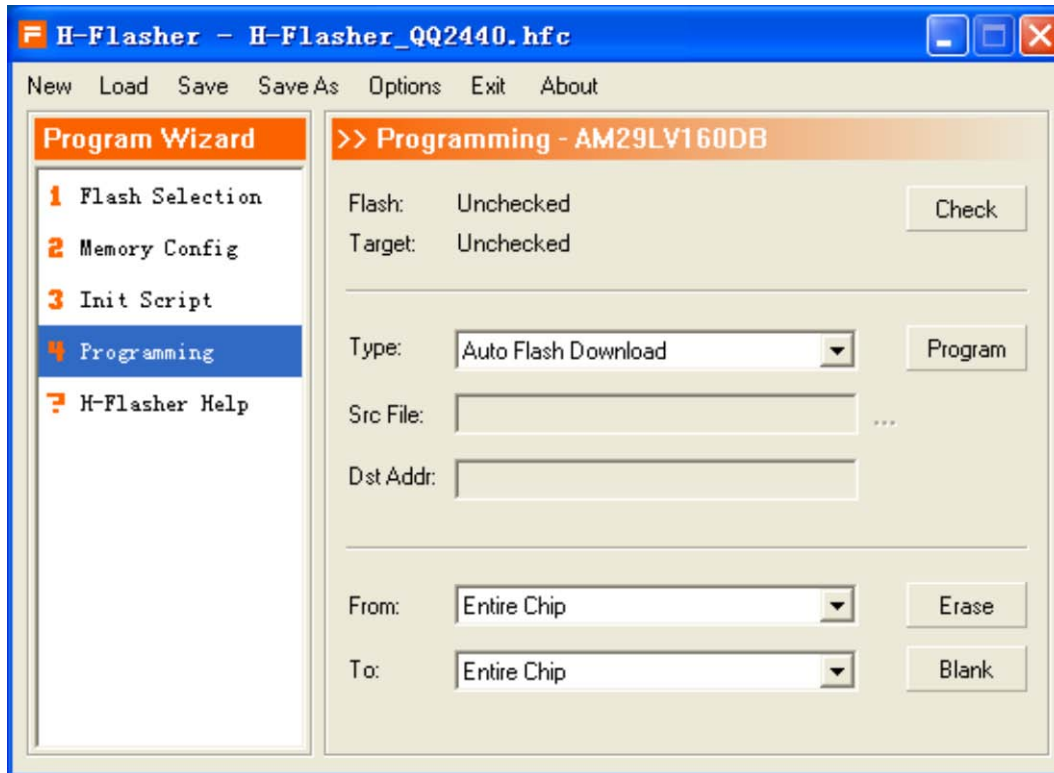 H-Flasher - H-Flasher_QQ2440.hfc
New Load Save Save As Options Exit About
Program Wizard
1 Flash Selection
2 Memory Config
3 Init Script
4 Programming
? H-Flasher Help
>> Programming - AM29LV160DB
Flash: Unchecked
Check
Target: Unchecked
Type: Auto Flash Download
Program
Src File:
...
Dst Addr:
From: Entire Chip
Erase
To: Entire Chip
Blank